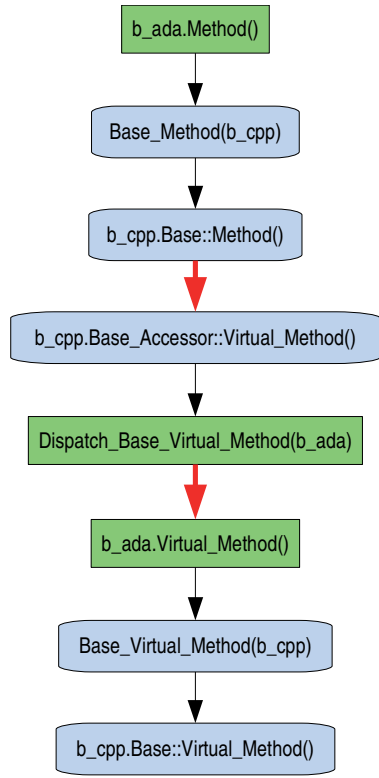 b_ada.Method()
Base_Method(b_cpp)
b_cpp.Base::Method()
b_cpp.Base_Accessor::Virtual_Method()
Dispatch_Base_Virtual_Method(b_ada)
b_ada.Virtual_Method()
Base_Virtual_Method(b_cpp)
b_cpp.Base::Virtual_Method()